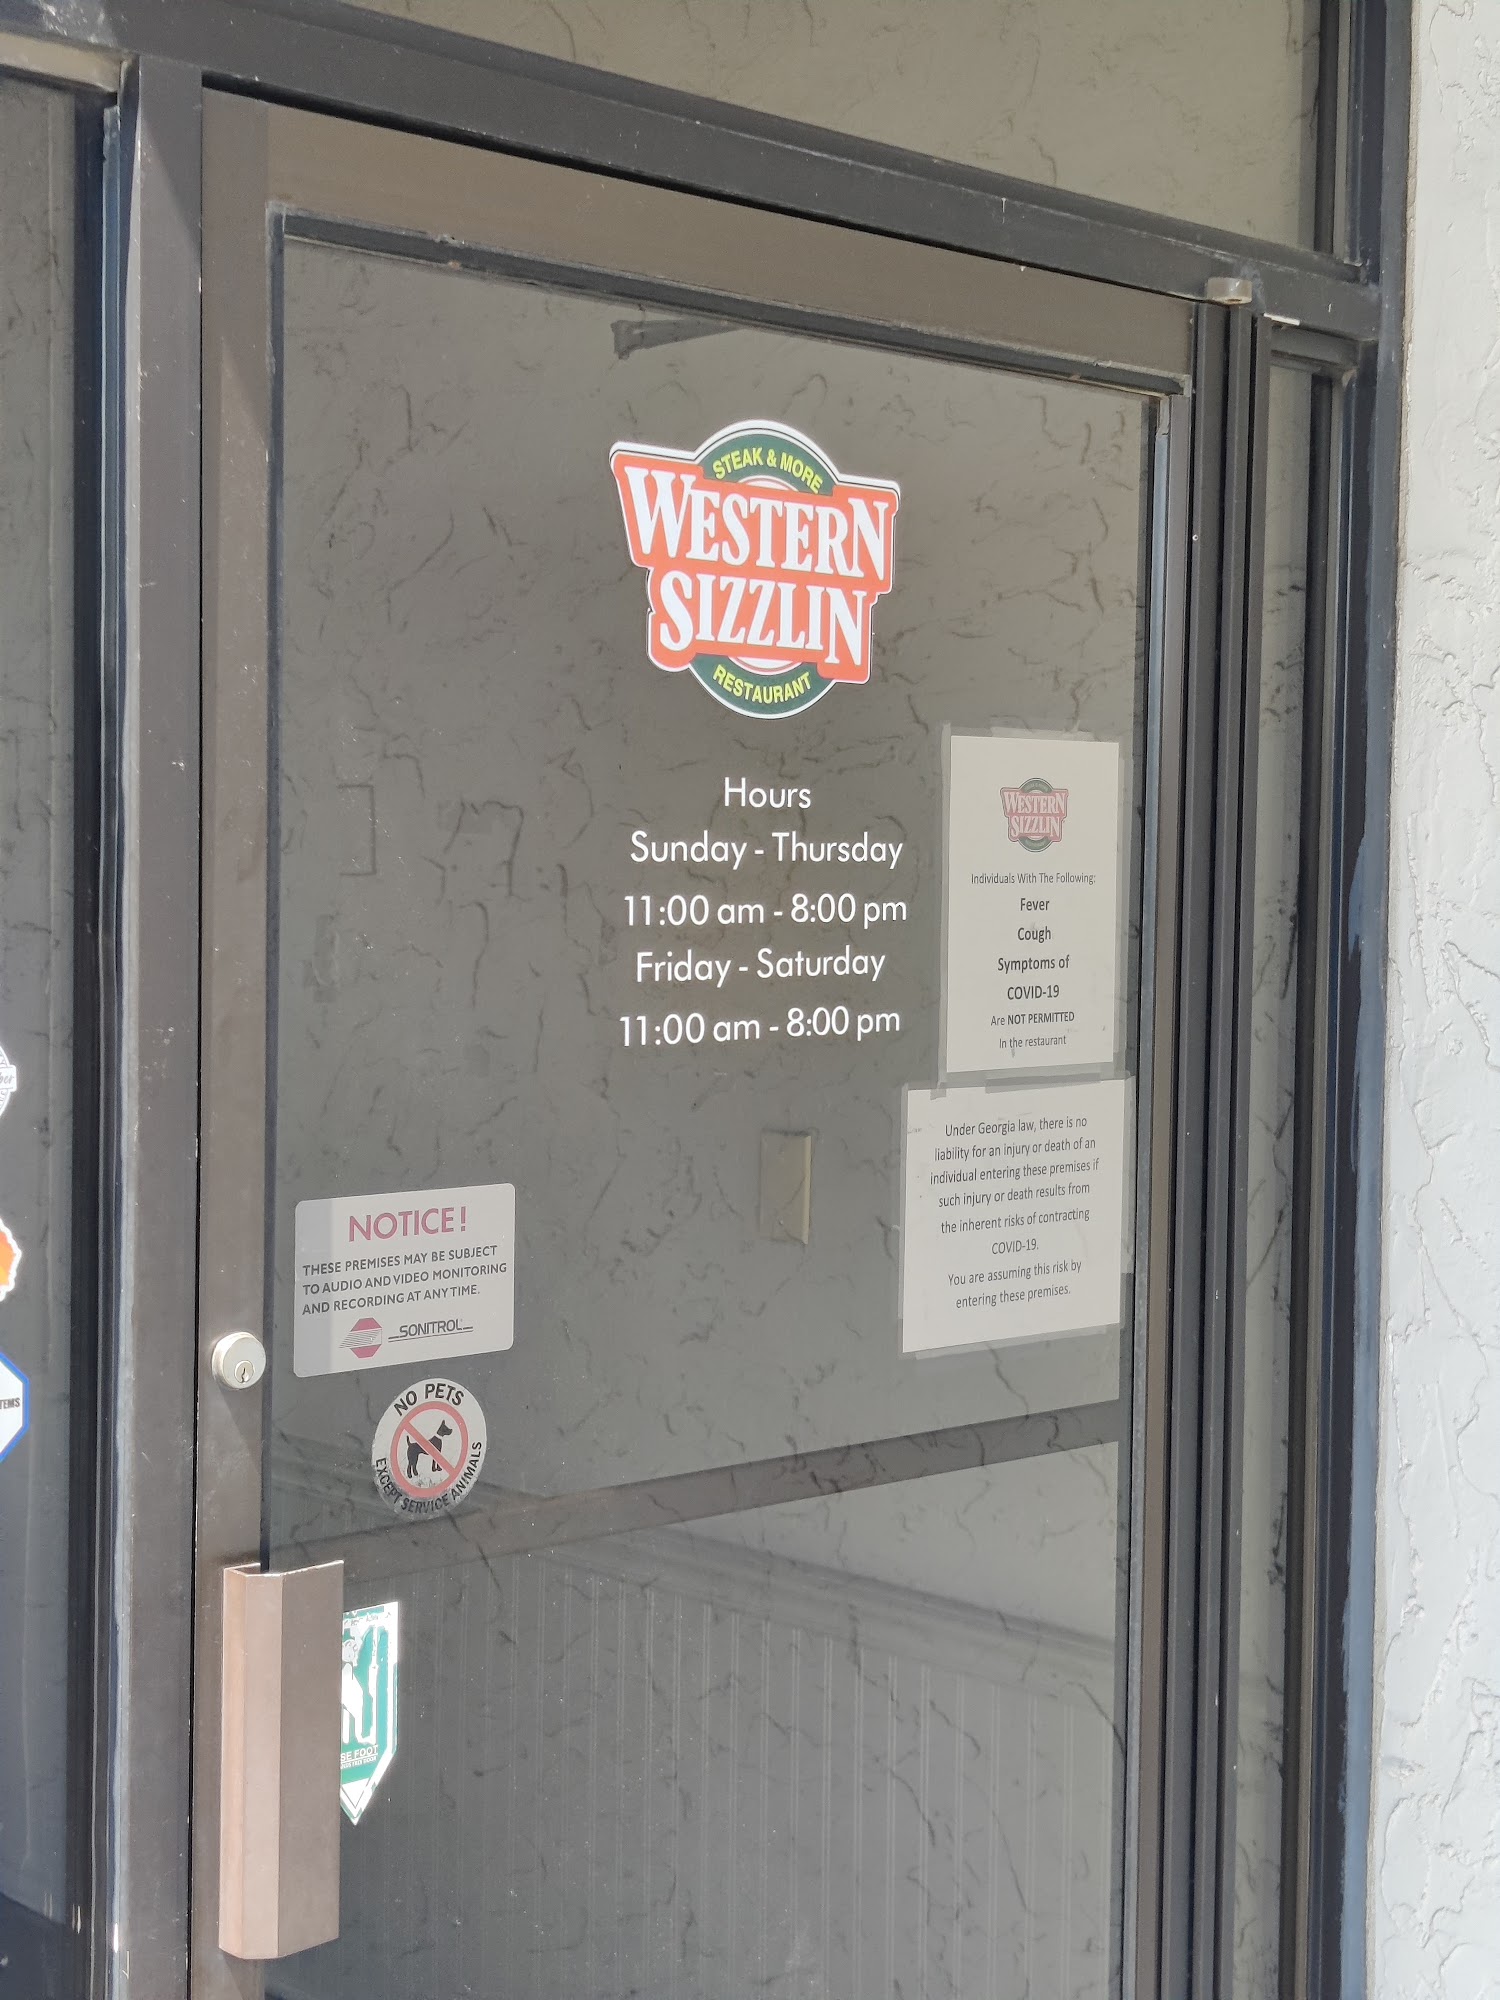 STEAK & MORE
WESTERN
SIZZLIN
RESTAURANT
Hours
Sunday - Thursday
11:00 am - 8:00 pm
Friday - Saturday
11:00 am - 8:00 pm
WESTERN
SIZZLIN
Individuals With The Following:
Fever
Cough
Symptoms of
COVID-19
Are NOT PERMITTED
In the restaurant
Under Georgia law, there is no
liability for an injury or death of an
individual entering these premises if
such injury or death results from
the inherent risks of contracting
COVID-19.
You are assuming this risk by
entering these premises.
NOTICE!
THESE PREMISES MAY BE SUBJECT
TO AUDIO AND VIDEO MONITORING
AND RECORDING AT ANY TIME.
SONITROL
NO PETS
EXCEPT SERVICE ANIMALS
FOOT